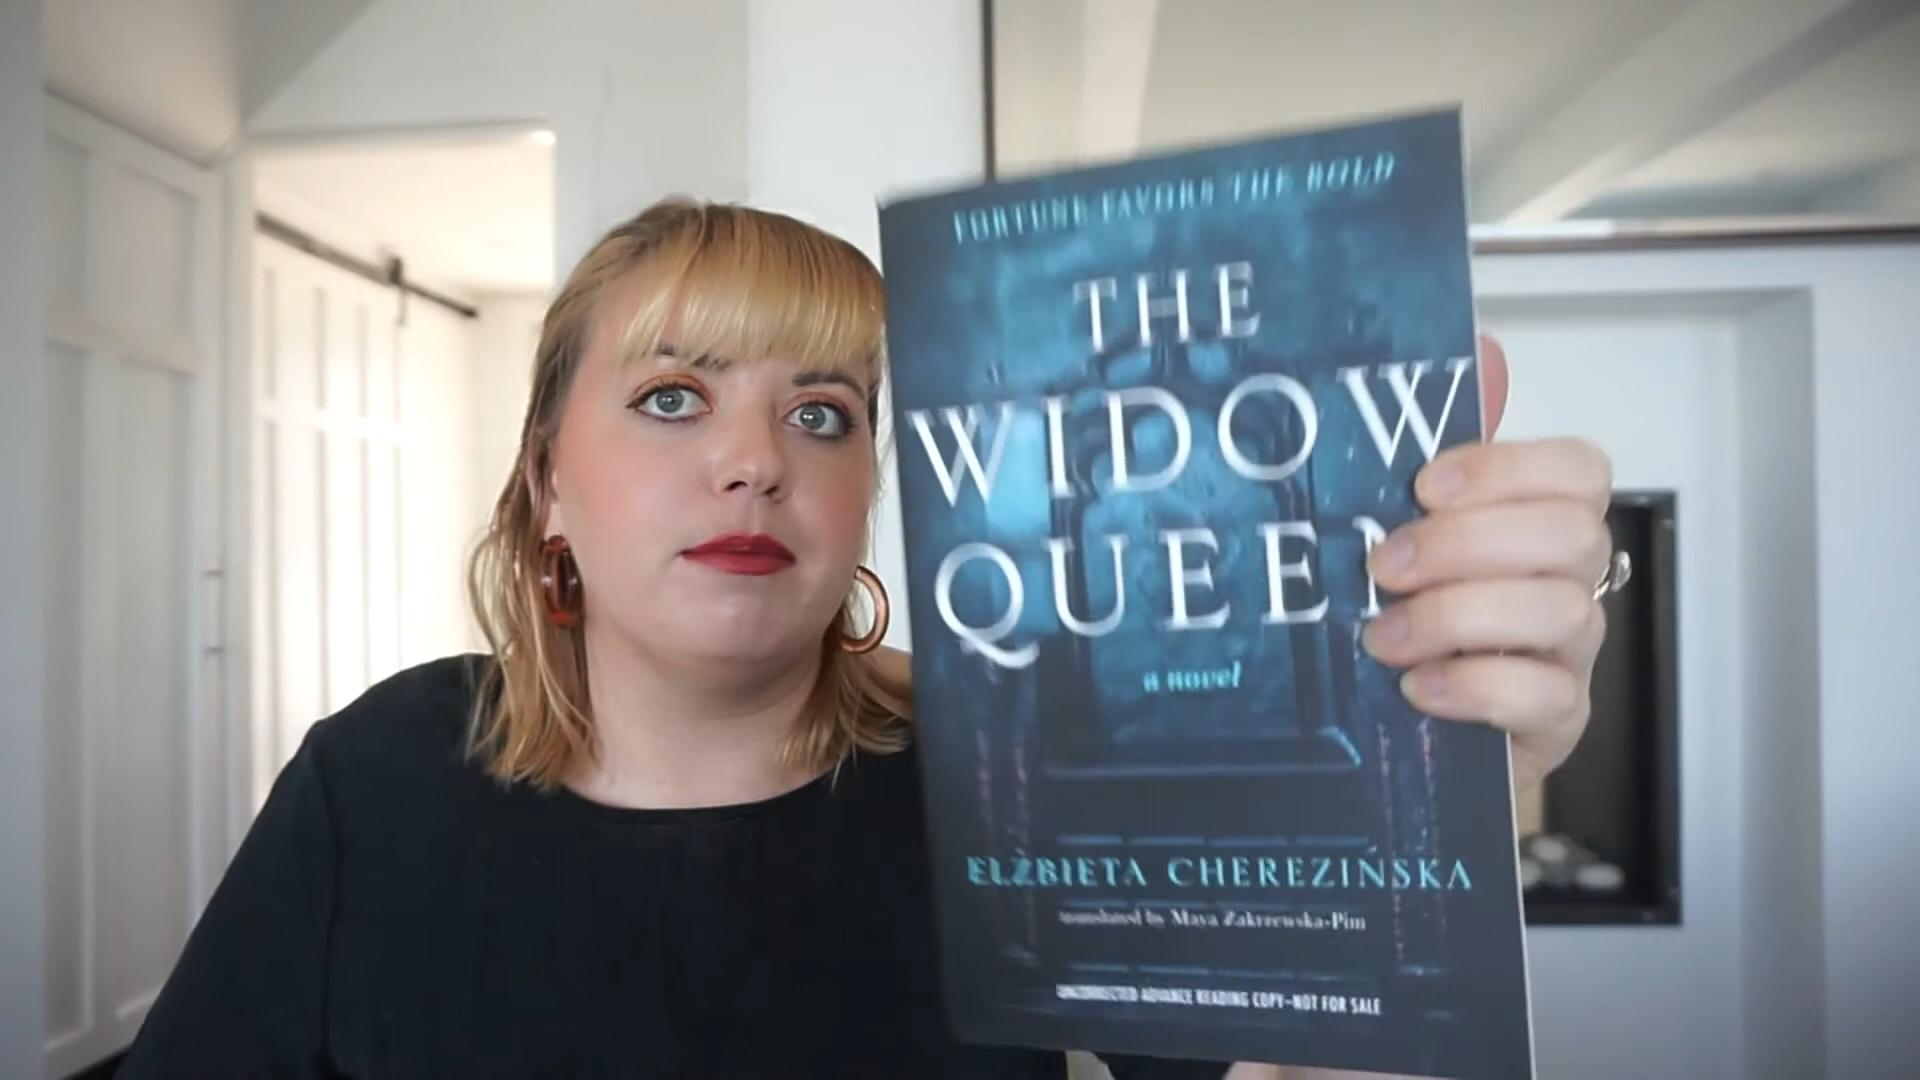 FORTUNE FAVORS THE BOLD
THE
WIDOW
QUEEN
a novel
ELŻBIETA CHEREZIŃSKA
translated by Maya Zakrzewska-Pim
UNCORRECTED ADVANCE READING COPY–NOT FOR SALE